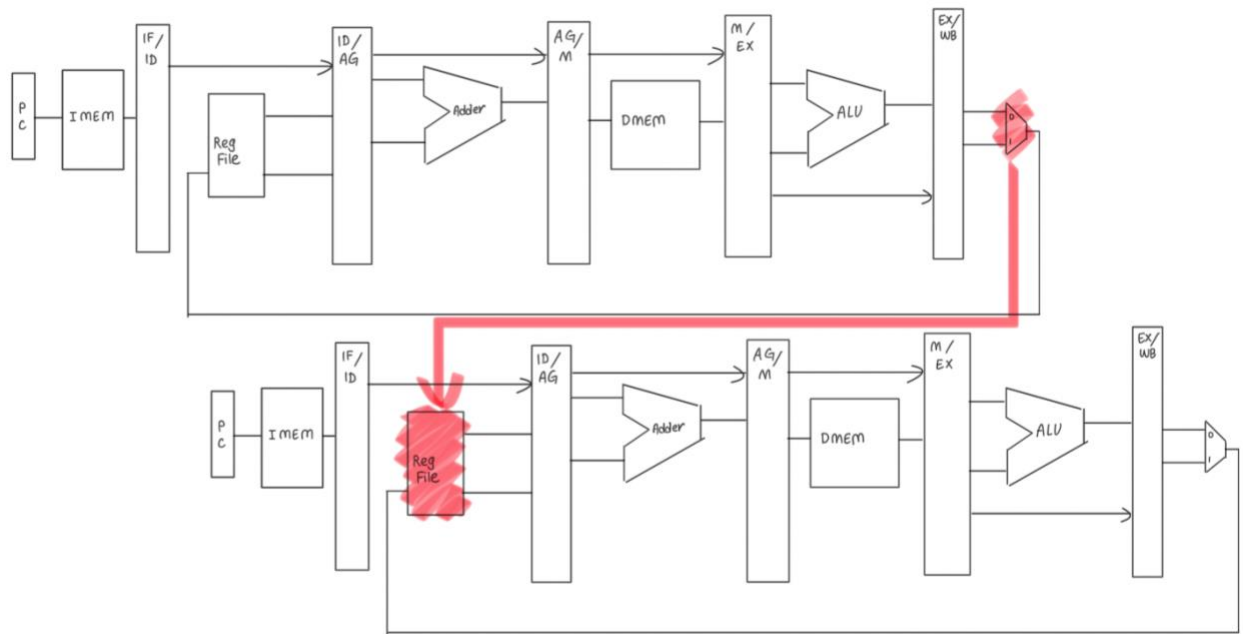 IF/
ID
ID/
AG
AG/
M
M/
EX
EX/
WB
P
C
IMEM
Reg
File
Adder
DMEM
ALU
0
1
IF/
ID
ID/
AG
AG/
M
M/
EX
EX/
WB
P
C
IMEM
Reg
File
Adder
DMEM
ALU
0
1